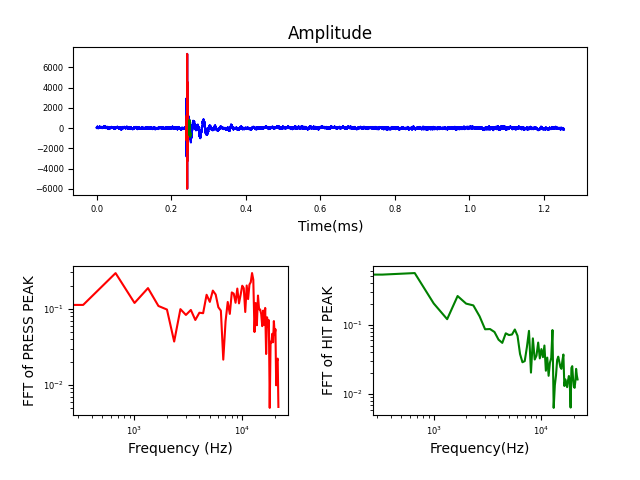 Amplitude
6000
4000
2000
0
−2000
−4000
−6000
0.0 0.2 0.4 0.6 0.8 1.0 1.2
Time(ms)
FFT of PRESS PEAK
10⁻¹
10⁻²
10³ 10⁴
Frequency (Hz)
FFT of HIT PEAK
10⁻¹
10⁻²
10³ 10⁴
Frequency(Hz)